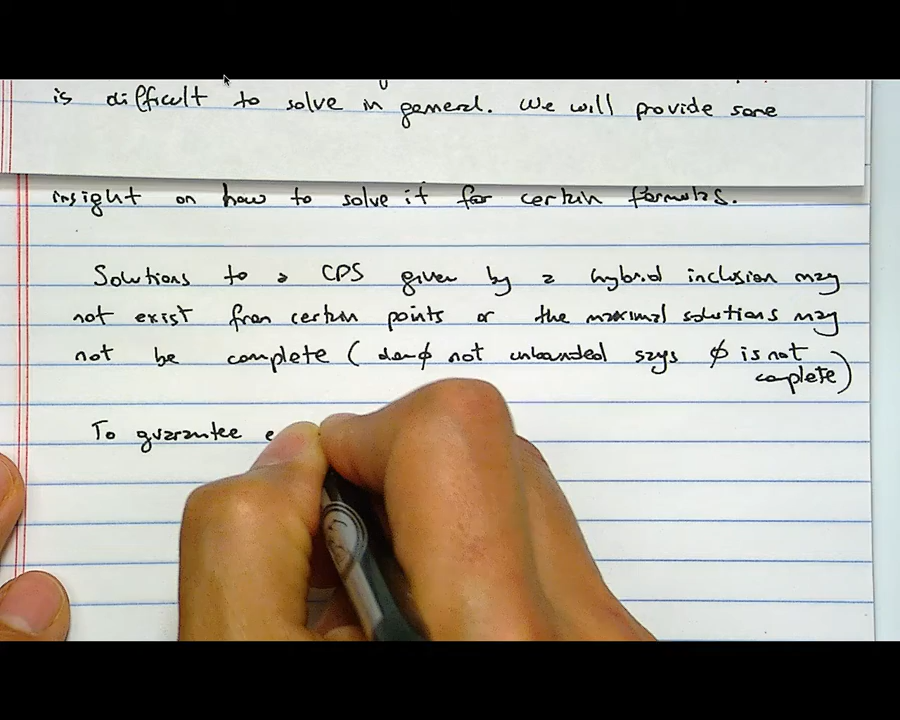 is difficult to solve in general. We will provide some
insight on how to solve it for certain formulas.
Solutions to a CPS given by a hybrid inclusion may
not exist from certain points or the maximal solutions may
not be complete ( dom ϕ not unbounded says ϕ is not
complete )
To guarantee e